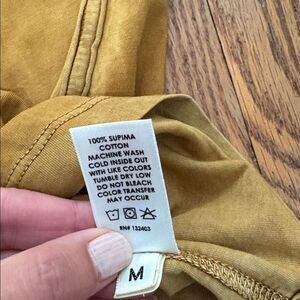 100% SUPIMA
COTTON
MACHINE WASH
COLD INSIDE OUT
WITH LIKE COLORS
TUMBLE DRY LOW
DO NOT BLEACH
COLOR TRANSFER
MAY OCCUR
RN# 132403
M